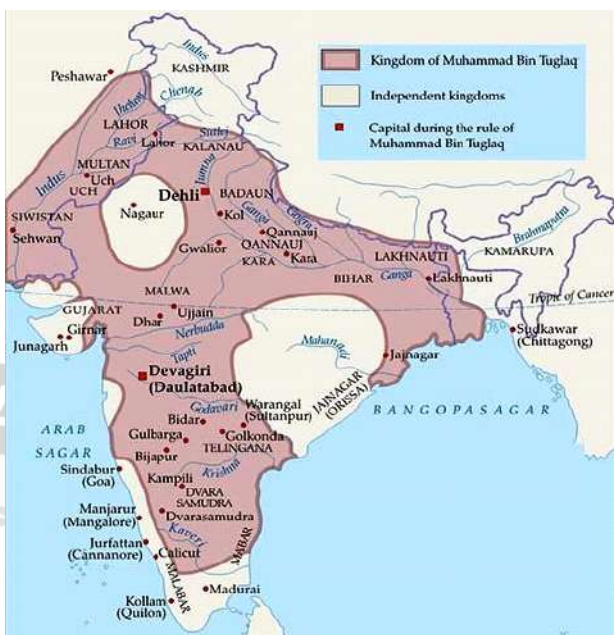 Kingdom of Muhammad Bin Tuglaq
Independent kingdoms
Capital during the rule of
Muhammad Bin Tuglaq
Indus
KASHMIR
Peshawar
Chenab
Jhelum
LAHOR
Lahor
Ravi
Sutlej
KALANAU
MULTAN
Uch
UCH
Indus
Jumna
Dehli
BADAUN
Nagaur
Kol
Ganga
Gogra
SIWISTAN
Sehwan
Qannauj
QANNAUJ
Gwalior
KARA
Kara
LAKHNAUTI
BIHAR
Ganga
Lakhnauti
Brahmaputra
KAMARUPA
MALWA
Tropic of Cancer
GUJARAT
Girnar
Junagarh
Ujjain
Dhar
Nerbudda
Tapti
Mahanadi
Sudkawar
(Chittagong)
Jajnagar
JAINAGAR
(ORISSA)
Devagiri
(Daulatabad)
Godavari
Warangal
(Sultanpur)
BANGOPASAGAR
Bidar
Gulbarga
Golkonda
TELINGANA
Bijapur
ARAB
SAGAR
Sindabur
(Goa)
Krishna
Kampili
DVARA
SAMUDRA
Dvarasamudra
Manjarur
(Mangalore)
Kaveri
MABAR
Jurfattan
(Cannanore)
Calicut
MALABAR
Madurai
Kollam
(Quilon)